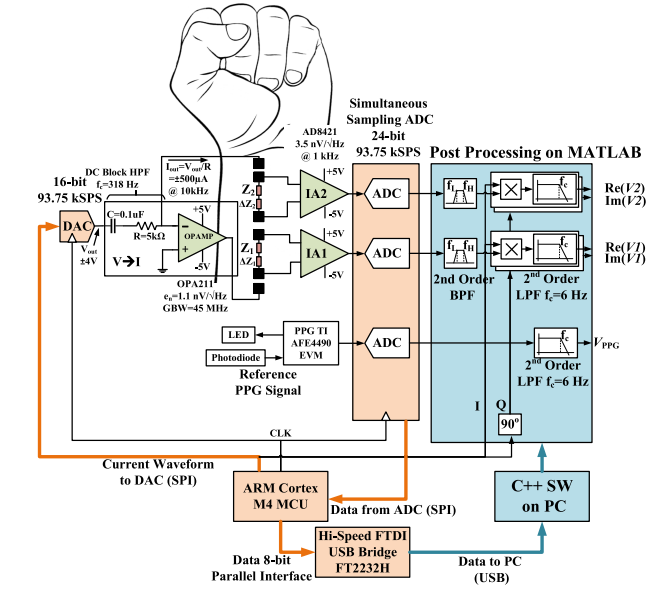 Simultaneous
Sampling ADC
24-bit
93.75 kSPS
AD8421
3.5 nV/√Hz
@ 1 kHz
Post Processing on MATLAB
16-bit
93.75 kSPS
DC Block HPF
fc=318 Hz
Iout=Vout/R
=±500μA
@ 10kHz
DAC
Vout
±4V
C=0.1uF
R=5kΩ
+5V
-
+
OPAMP
-5V
V→I
OPA211
en=1.1 nV/√Hz
GBW=45 MHz
Z2
ΔZ2
Z1
ΔZ1
+5V
IA2
-5V
+5V
IA1
-5V
ADC
ADC
fL fH
fL fH
2nd Order
BPF
×
fc
Re(V2)
Im(V2)
×
fc
Re(V1)
Im(V1)
2nd Order
LPF fc=6 Hz
LED
Photodiode
PPG TI
AFE4490
EVM
Reference
PPG Signal
ADC
fc
VPPG
2nd Order
LPF fc=6 Hz
I
Q
90°
CLK
Current Waveform
to DAC (SPI)
ARM Cortex
M4 MCU
Data from ADC (SPI)
C++ SW
on PC
Hi-Speed FTDI
USB Bridge
FT2232H
Data 8-bit
Parallel Interface
Data to PC
(USB)